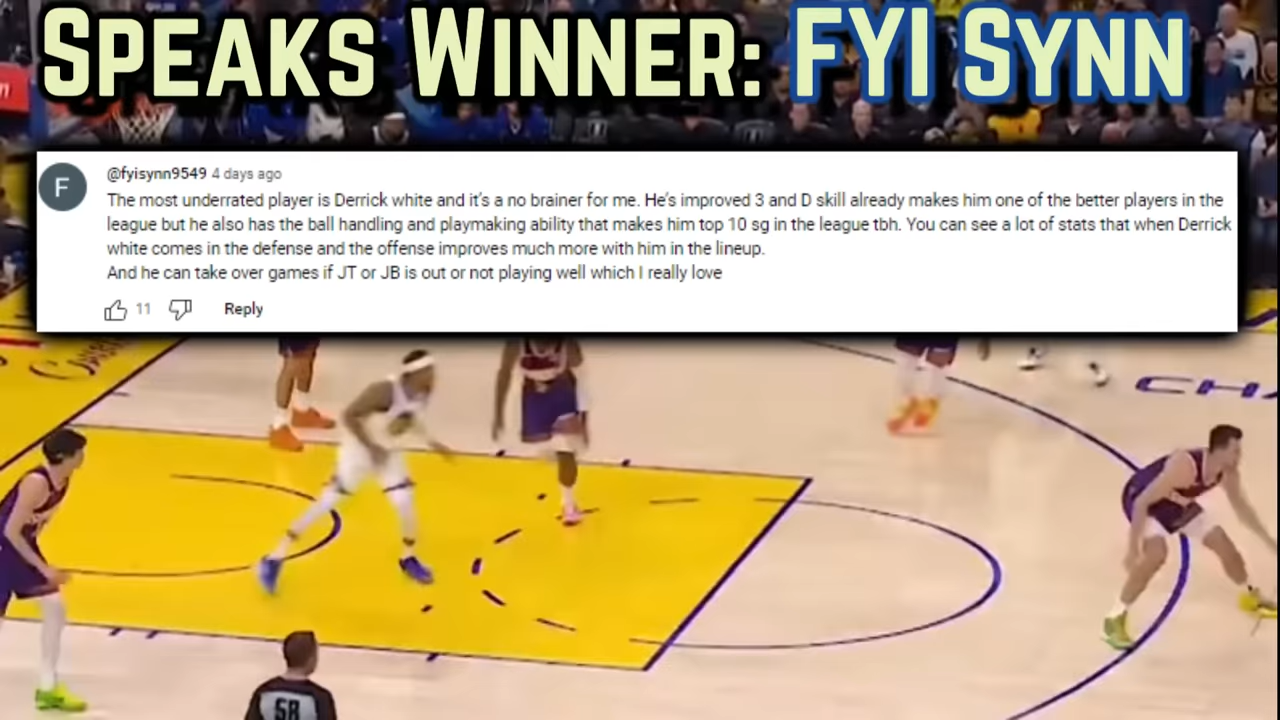 SPEAKS WINNER: FYI SYNN
F
@fyisynn9549 4 days ago
The most underrated player is Derrick white and it's a no brainer for me. He's improved 3 and D skill already makes him one of the better players in the
league but he also has the ball handling and playmaking ability that makes him top 10 sg in the league tbh. You can see a lot of stats that when Derrick
white comes in the defense and the offense improves much more with him in the lineup.
And he can take over games if JT or JB is out or not playing well which I really love
11 Reply
CHA
58